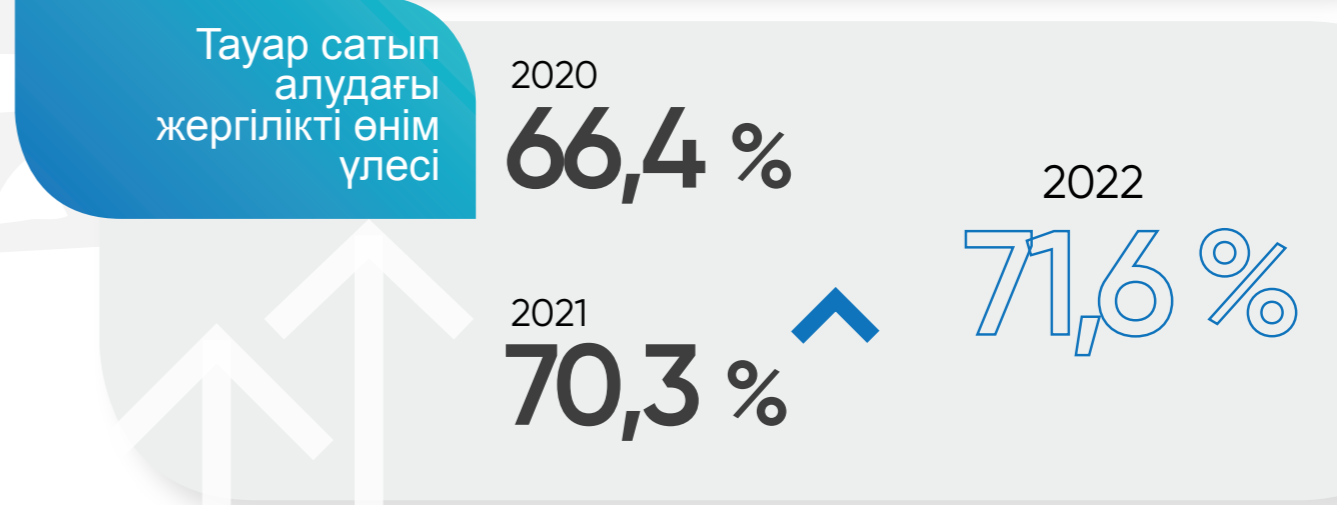 Тауар сатып
алудағы
жергілікті өнім
үлесі
2020
66,4 %
2021
70,3 %
2022
71,6 %